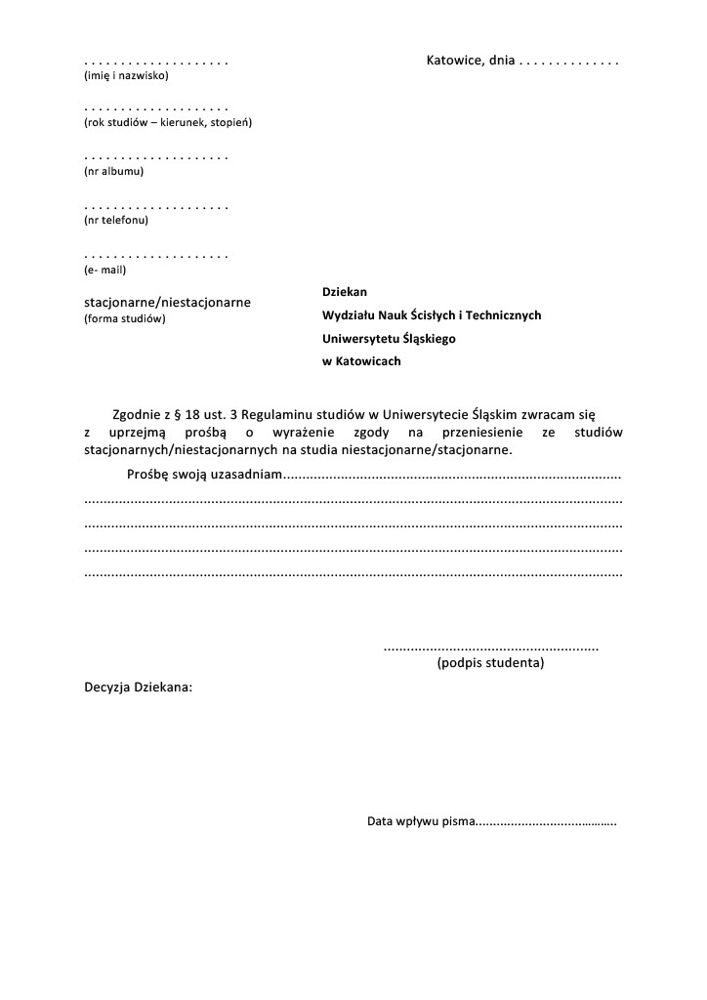 . . . . . . . . . . . . . . . . . . . . Katowice, dnia . . . . . . . . . . . . . .
(imię i nazwisko)
. . . . . . . . . . . . . . . . . . . .
(rok studiów – kierunek, stopień)
. . . . . . . . . . . . . . . . . . . .
(nr albumu)
. . . . . . . . . . . . . . . . . . . .
(nr telefonu)
. . . . . . . . . . . . . . . . . . . .
(e- mail)
stacjonarne/niestacjonarne
(forma studiów)
Dziekan
Wydziału Nauk Ścisłych i Technicznych
Uniwersytetu Śląskiego
w Katowicach
Zgodnie z § 18 ust. 3 Regulaminu studiów w Uniwersytecie Śląskim zwracam się
z uprzejmą prośbą o wyrażenie zgody na przeniesienie ze studiów
stacjonarnych/niestacjonarnych na studia niestacjonarne/stacjonarne.
Prośbę swoją uzasadniam........................................................................................
............................................................................................................................................
............................................................................................................................................
............................................................................................................................................
............................................................................................................................................
........................................................
(podpis studenta)
Decyzja Dziekana:
Data wpływu pisma.......................................